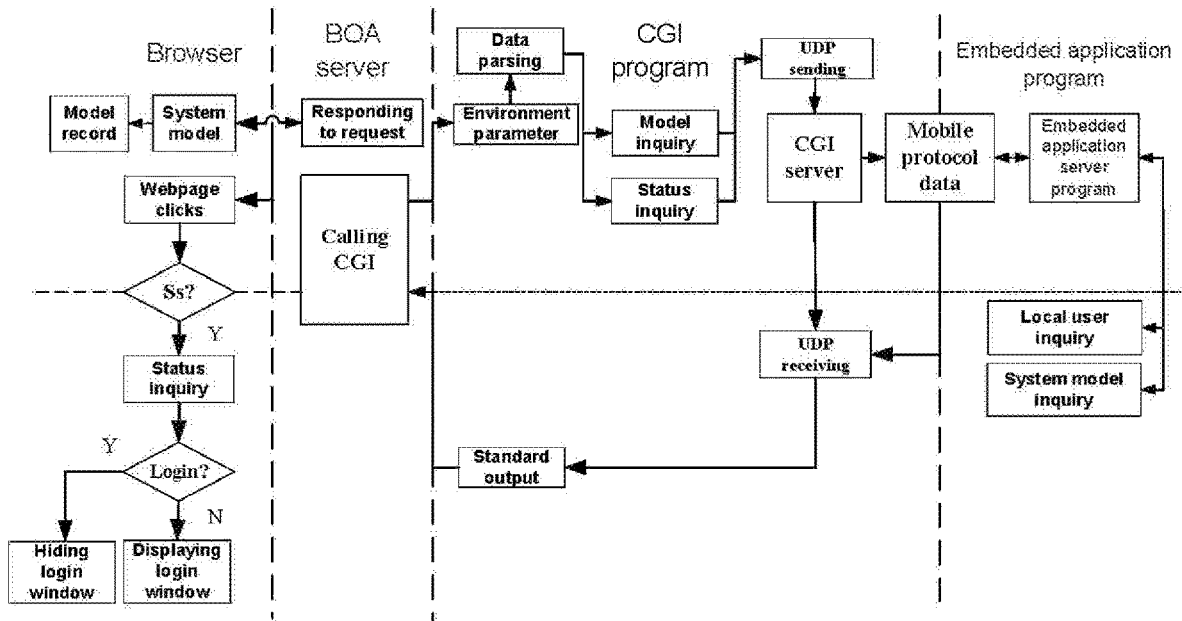 Browser
BOA
server
CGI
program
Embedded application
program
Data
parsing
UDP
sending
Model
record
System
model
Responding
to request
Environment
parameter
Model
inquiry
CGI
server
Mobile
protocol
data
Embedded
application
server
program
Webpage
clicks
Status
inquiry
Calling
CGI
Ss?
Y
Local user
inquiry
UDP
receiving
Status
inquiry
System model
inquiry
Y
Login?
Standard
output
N
Hiding
login
window
Displaying
login
window